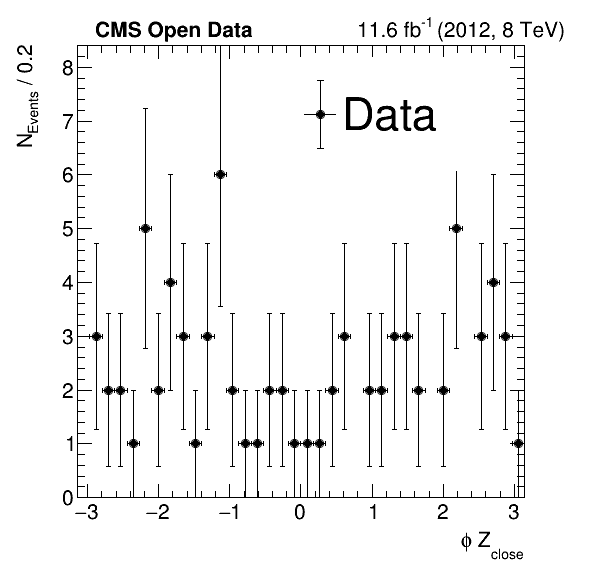 CMS Open Data 11.6 fb-1 (2012, 8 TeV)
NEvents / 0.2
8
7
6
5
4
3
2
1
0
Data
−3 −2 −1 0 1 2 3
ϕ Zclose